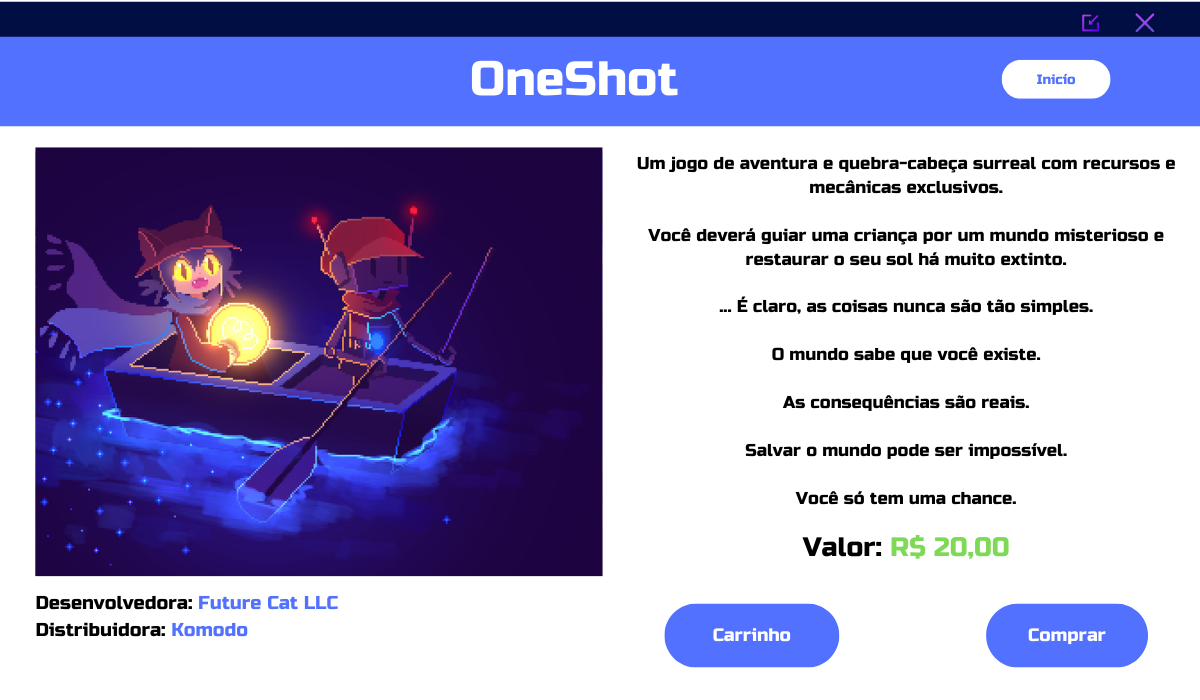 OneShot
Inicío
Um jogo de aventura e quebra-cabeça surreal com recursos e
mecânicas exclusivos.
Você deverá guiar uma criança por um mundo misterioso e
restaurar o seu sol há muito extinto.
... É claro, as coisas nunca são tão simples.
O mundo sabe que você existe.
As consequências são reais.
Salvar o mundo pode ser impossível.
Você só tem uma chance.
Valor: R$ 20,00
Desenvolvedora: Future Cat LLC
Distribuidora: Komodo
Carrinho
Comprar